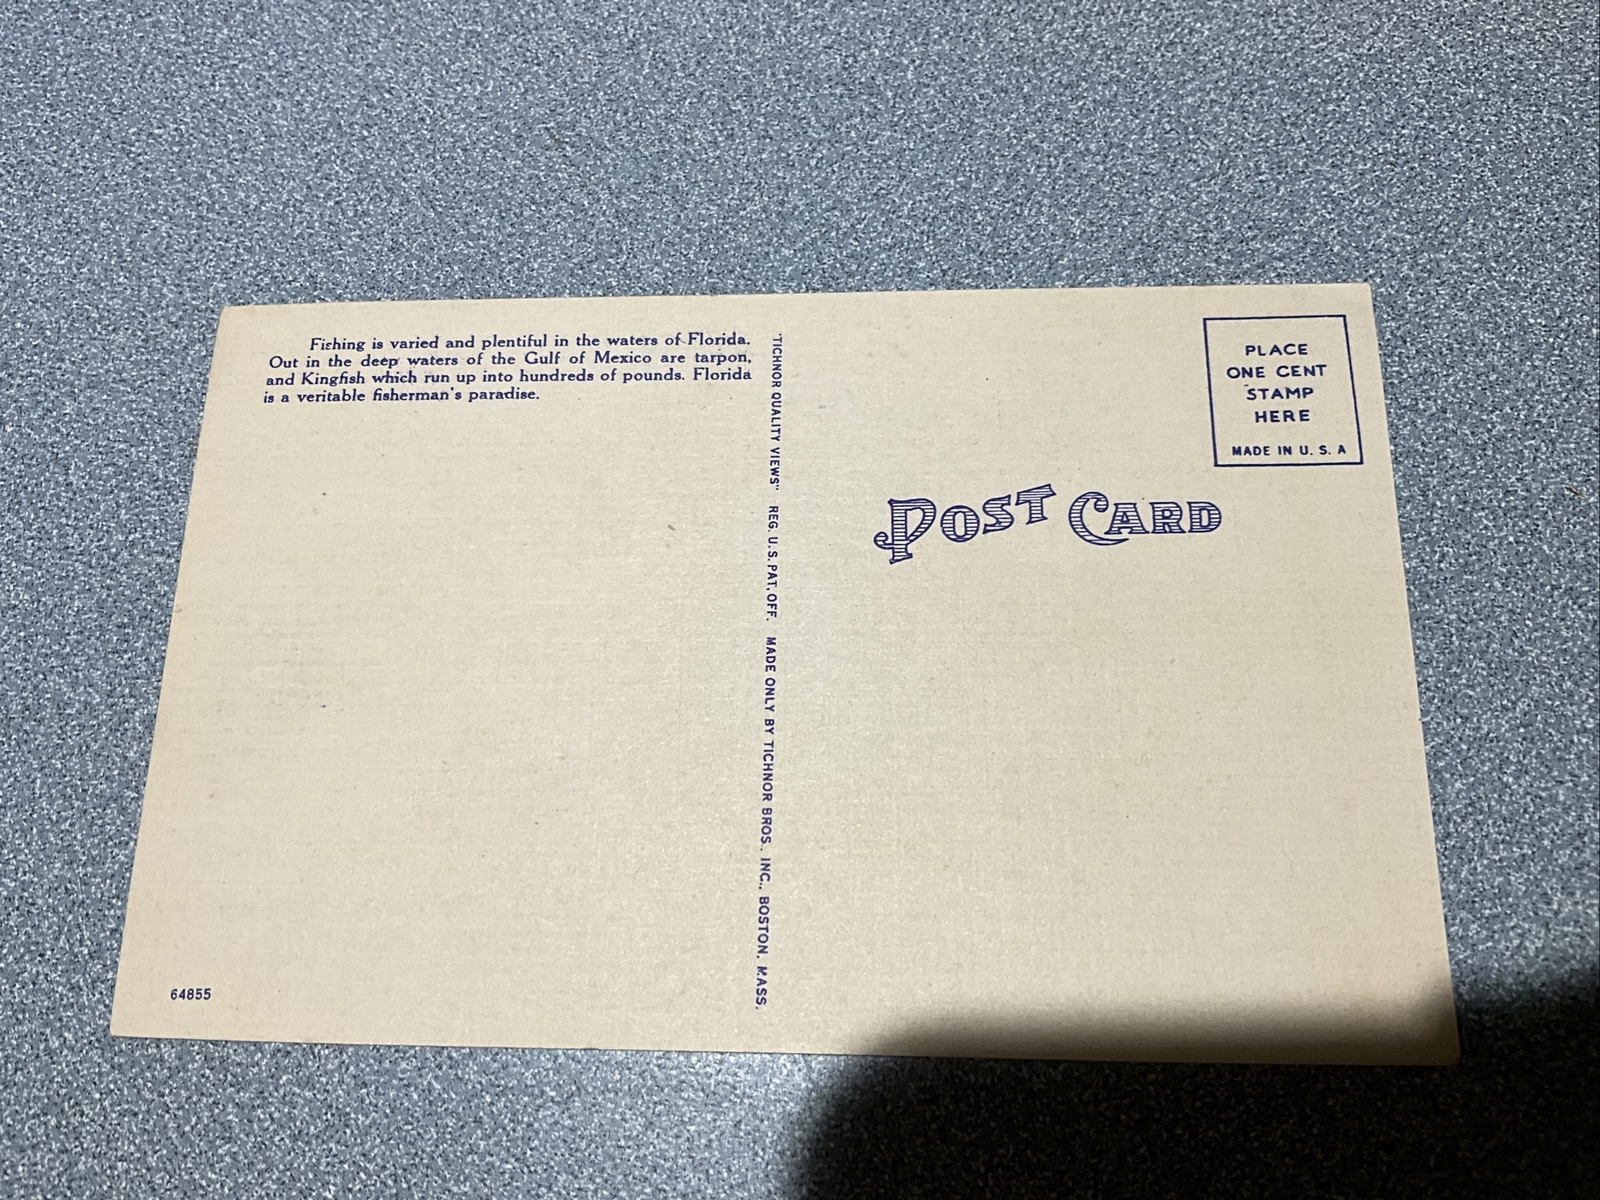 Fishing is varied and plentiful in the waters of Florida.
Out in the deep waters of the Gulf of Mexico are tarpon,
and Kingfish which run up into hundreds of pounds. Florida
is a veritable fisherman's paradise.
64855
"TICHNOR QUALITY VIEWS" REG. U.S. PAT. OFF. MADE ONLY BY TICHNOR BROS., INC., BOSTON, MASS.
PLACE
ONE CENT
STAMP
HERE
MADE IN U. S. A
POST CARD